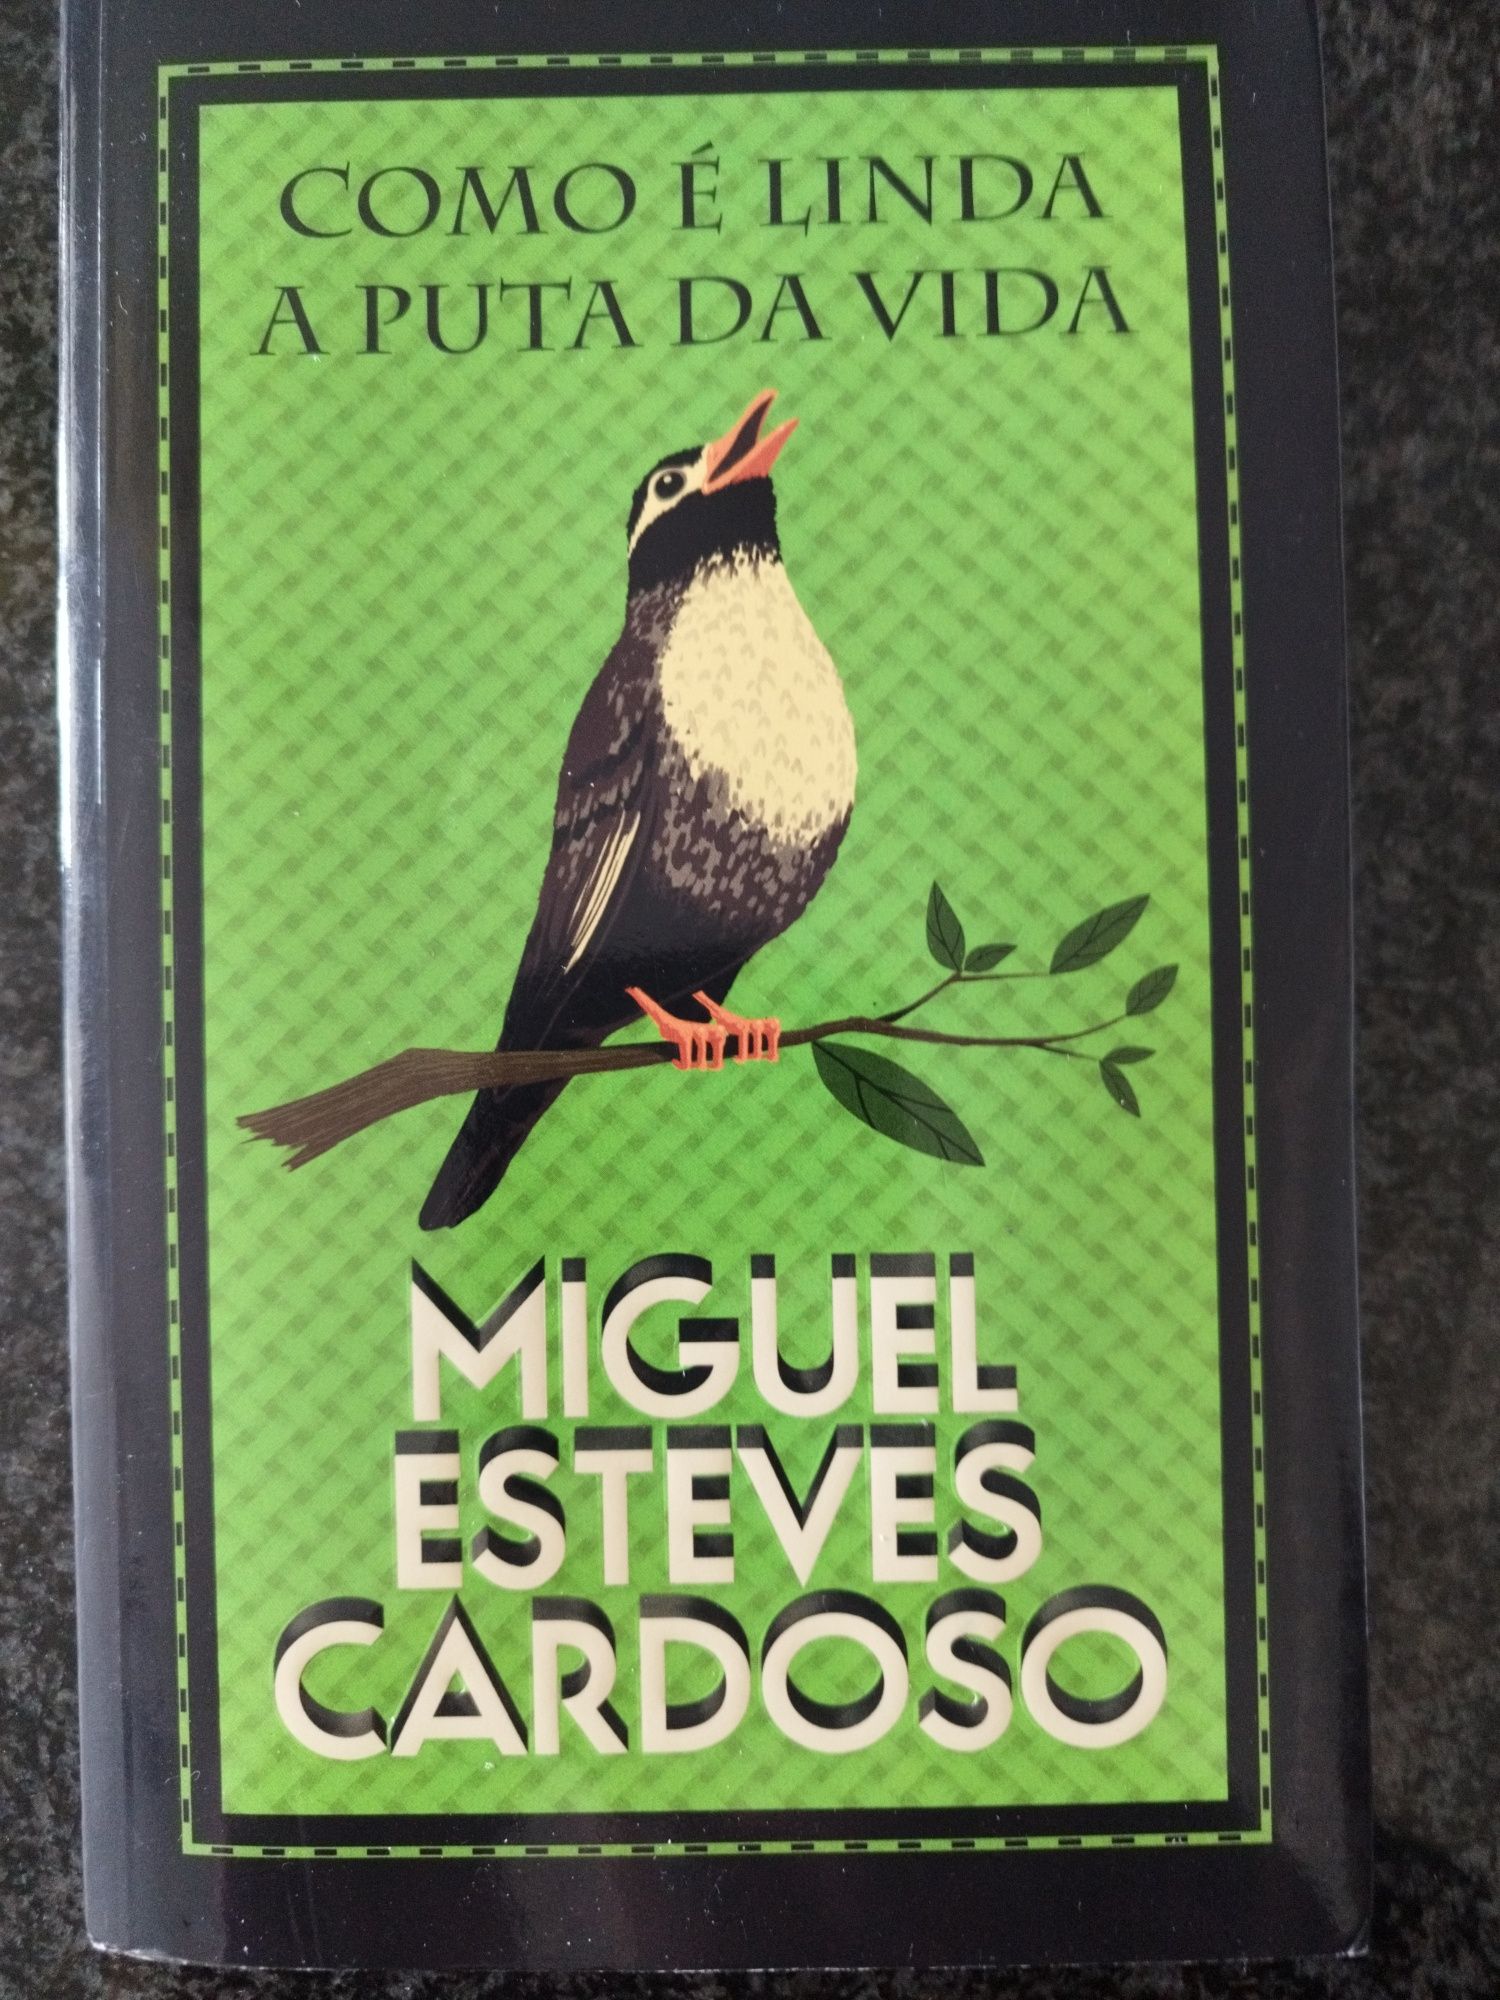 COMO É LINDA
A PUTA DA VIDA
MIGUEL
ESTEVES
CARDOSO